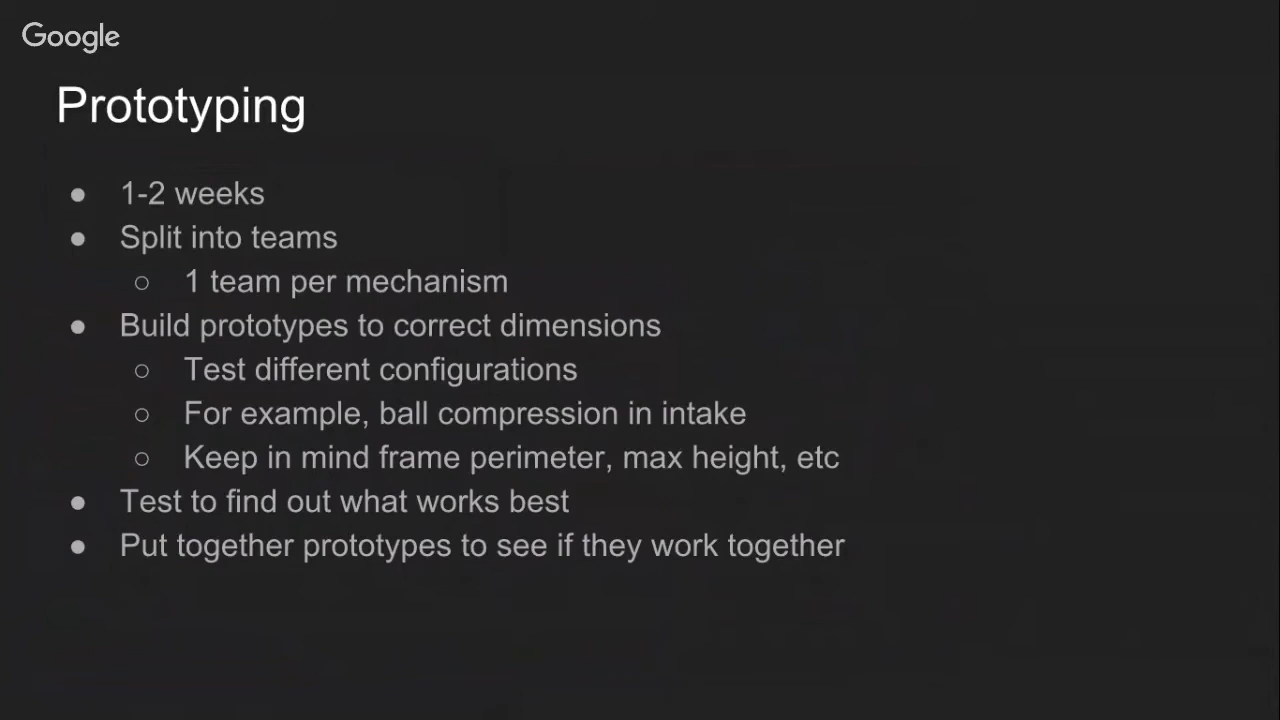 Google
Prototyping
● 1-2 weeks
● Split into teams
○ 1 team per mechanism
● Build prototypes to correct dimensions
○ Test different configurations
○ For example, ball compression in intake
○ Keep in mind frame perimeter, max height, etc
● Test to find out what works best
● Put together prototypes to see if they work together